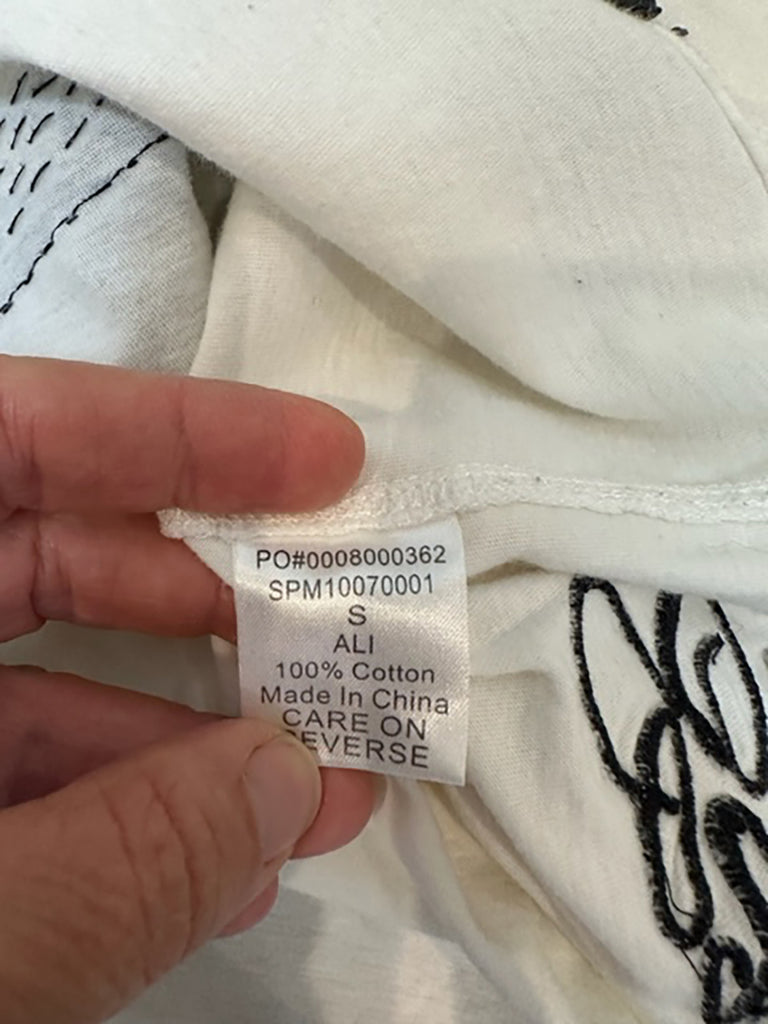 PO#0008000362
SPM10070001
S
ALI
100% Cotton
Made In China
CARE ON
REVERSE